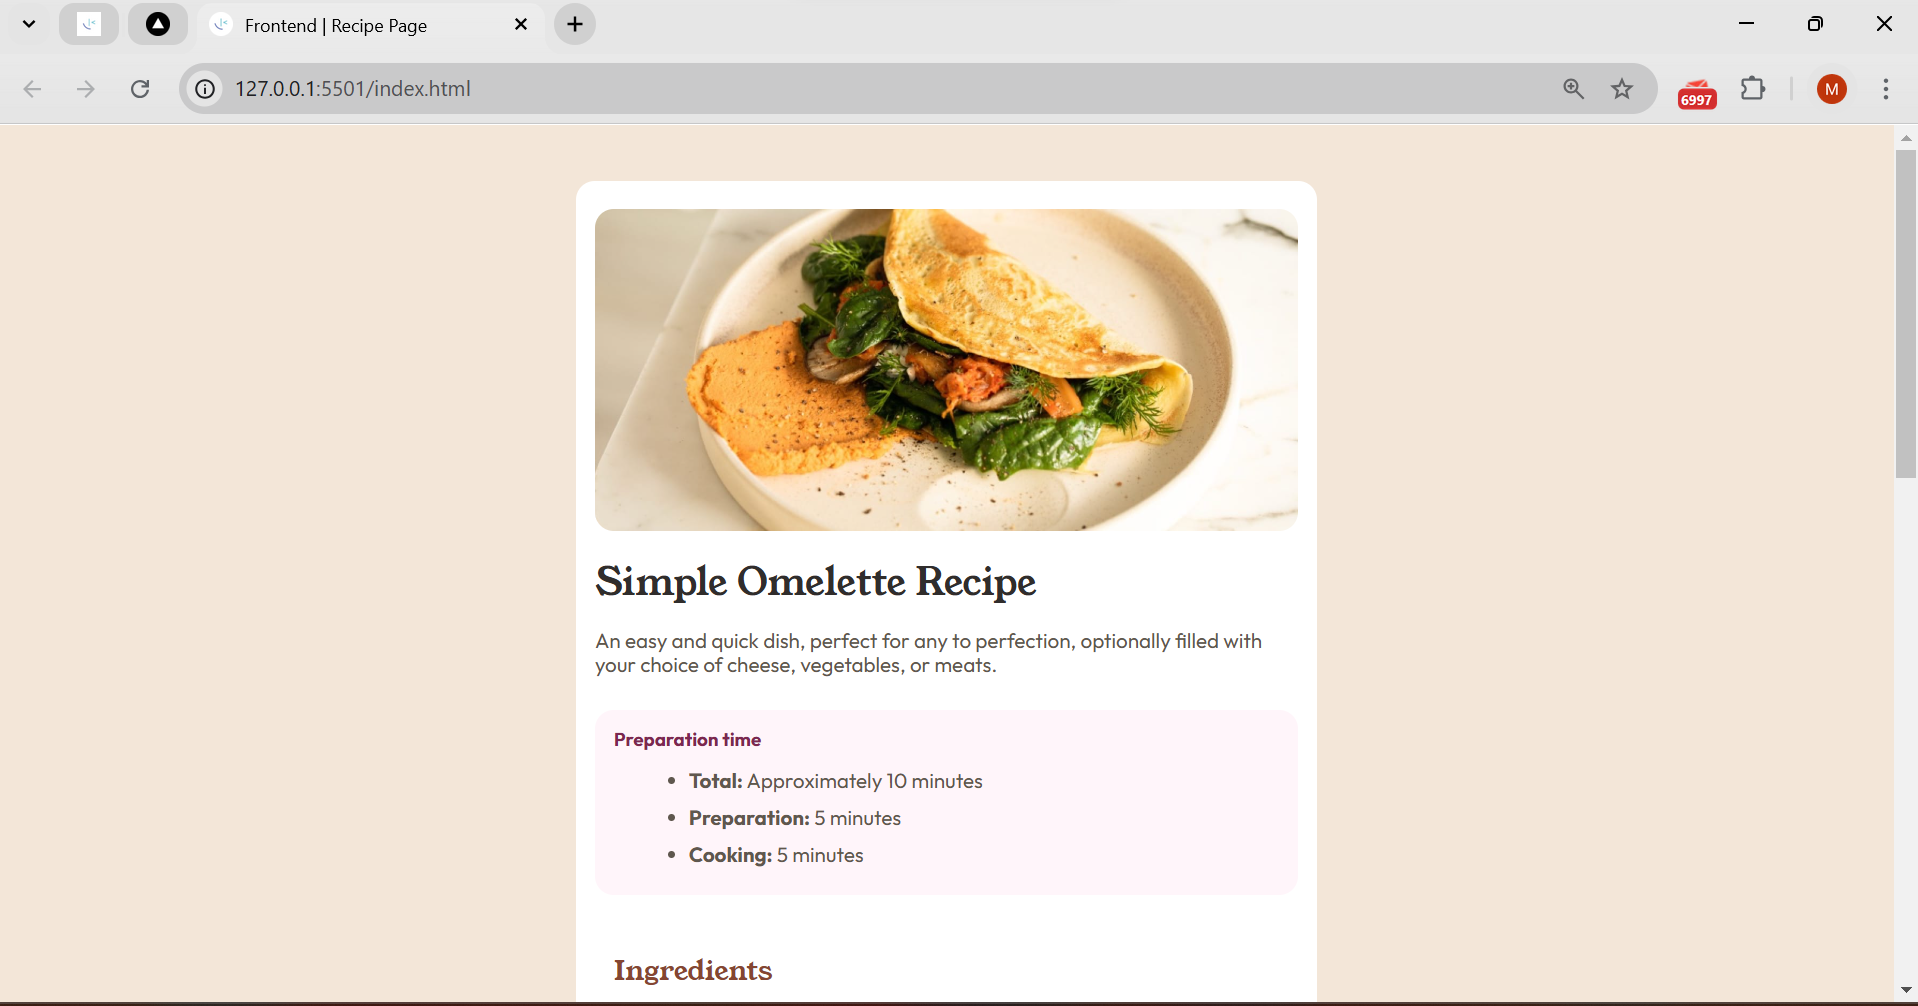 Frontend | Recipe Page
127.0.0.1:5501/index.html
6997
M
Simple Omelette Recipe
An easy and quick dish, perfect for any to perfection, optionally filled with
your choice of cheese, vegetables, or meats.
Preparation time
• Total: Approximately 10 minutes
• Preparation: 5 minutes
• Cooking: 5 minutes
Ingredients